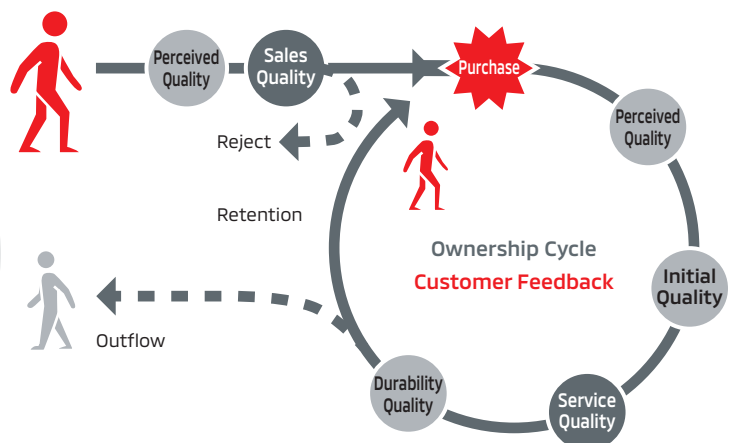 Perceived
Quality
Sales
Quality
Purchase
Perceived
Quality
Reject
Retention
Ownership Cycle
Customer Feedback
Initial
Quality
Outflow
Durability
Quality
Service
Quality